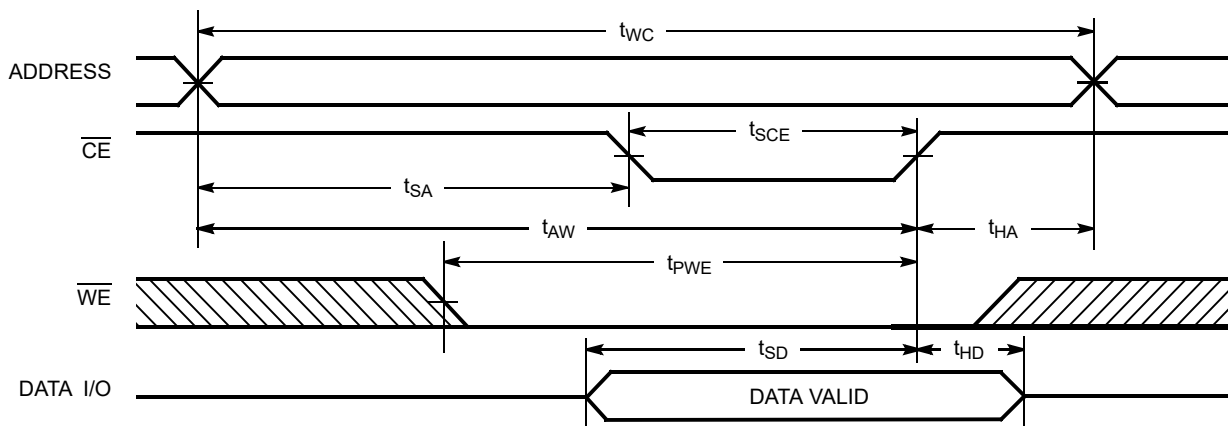 tWC
ADDRESS
CE
tSCE
tSA
tAW
tHA
tPWE
WE
tSD
tHD
DATA I/O
DATA VALID